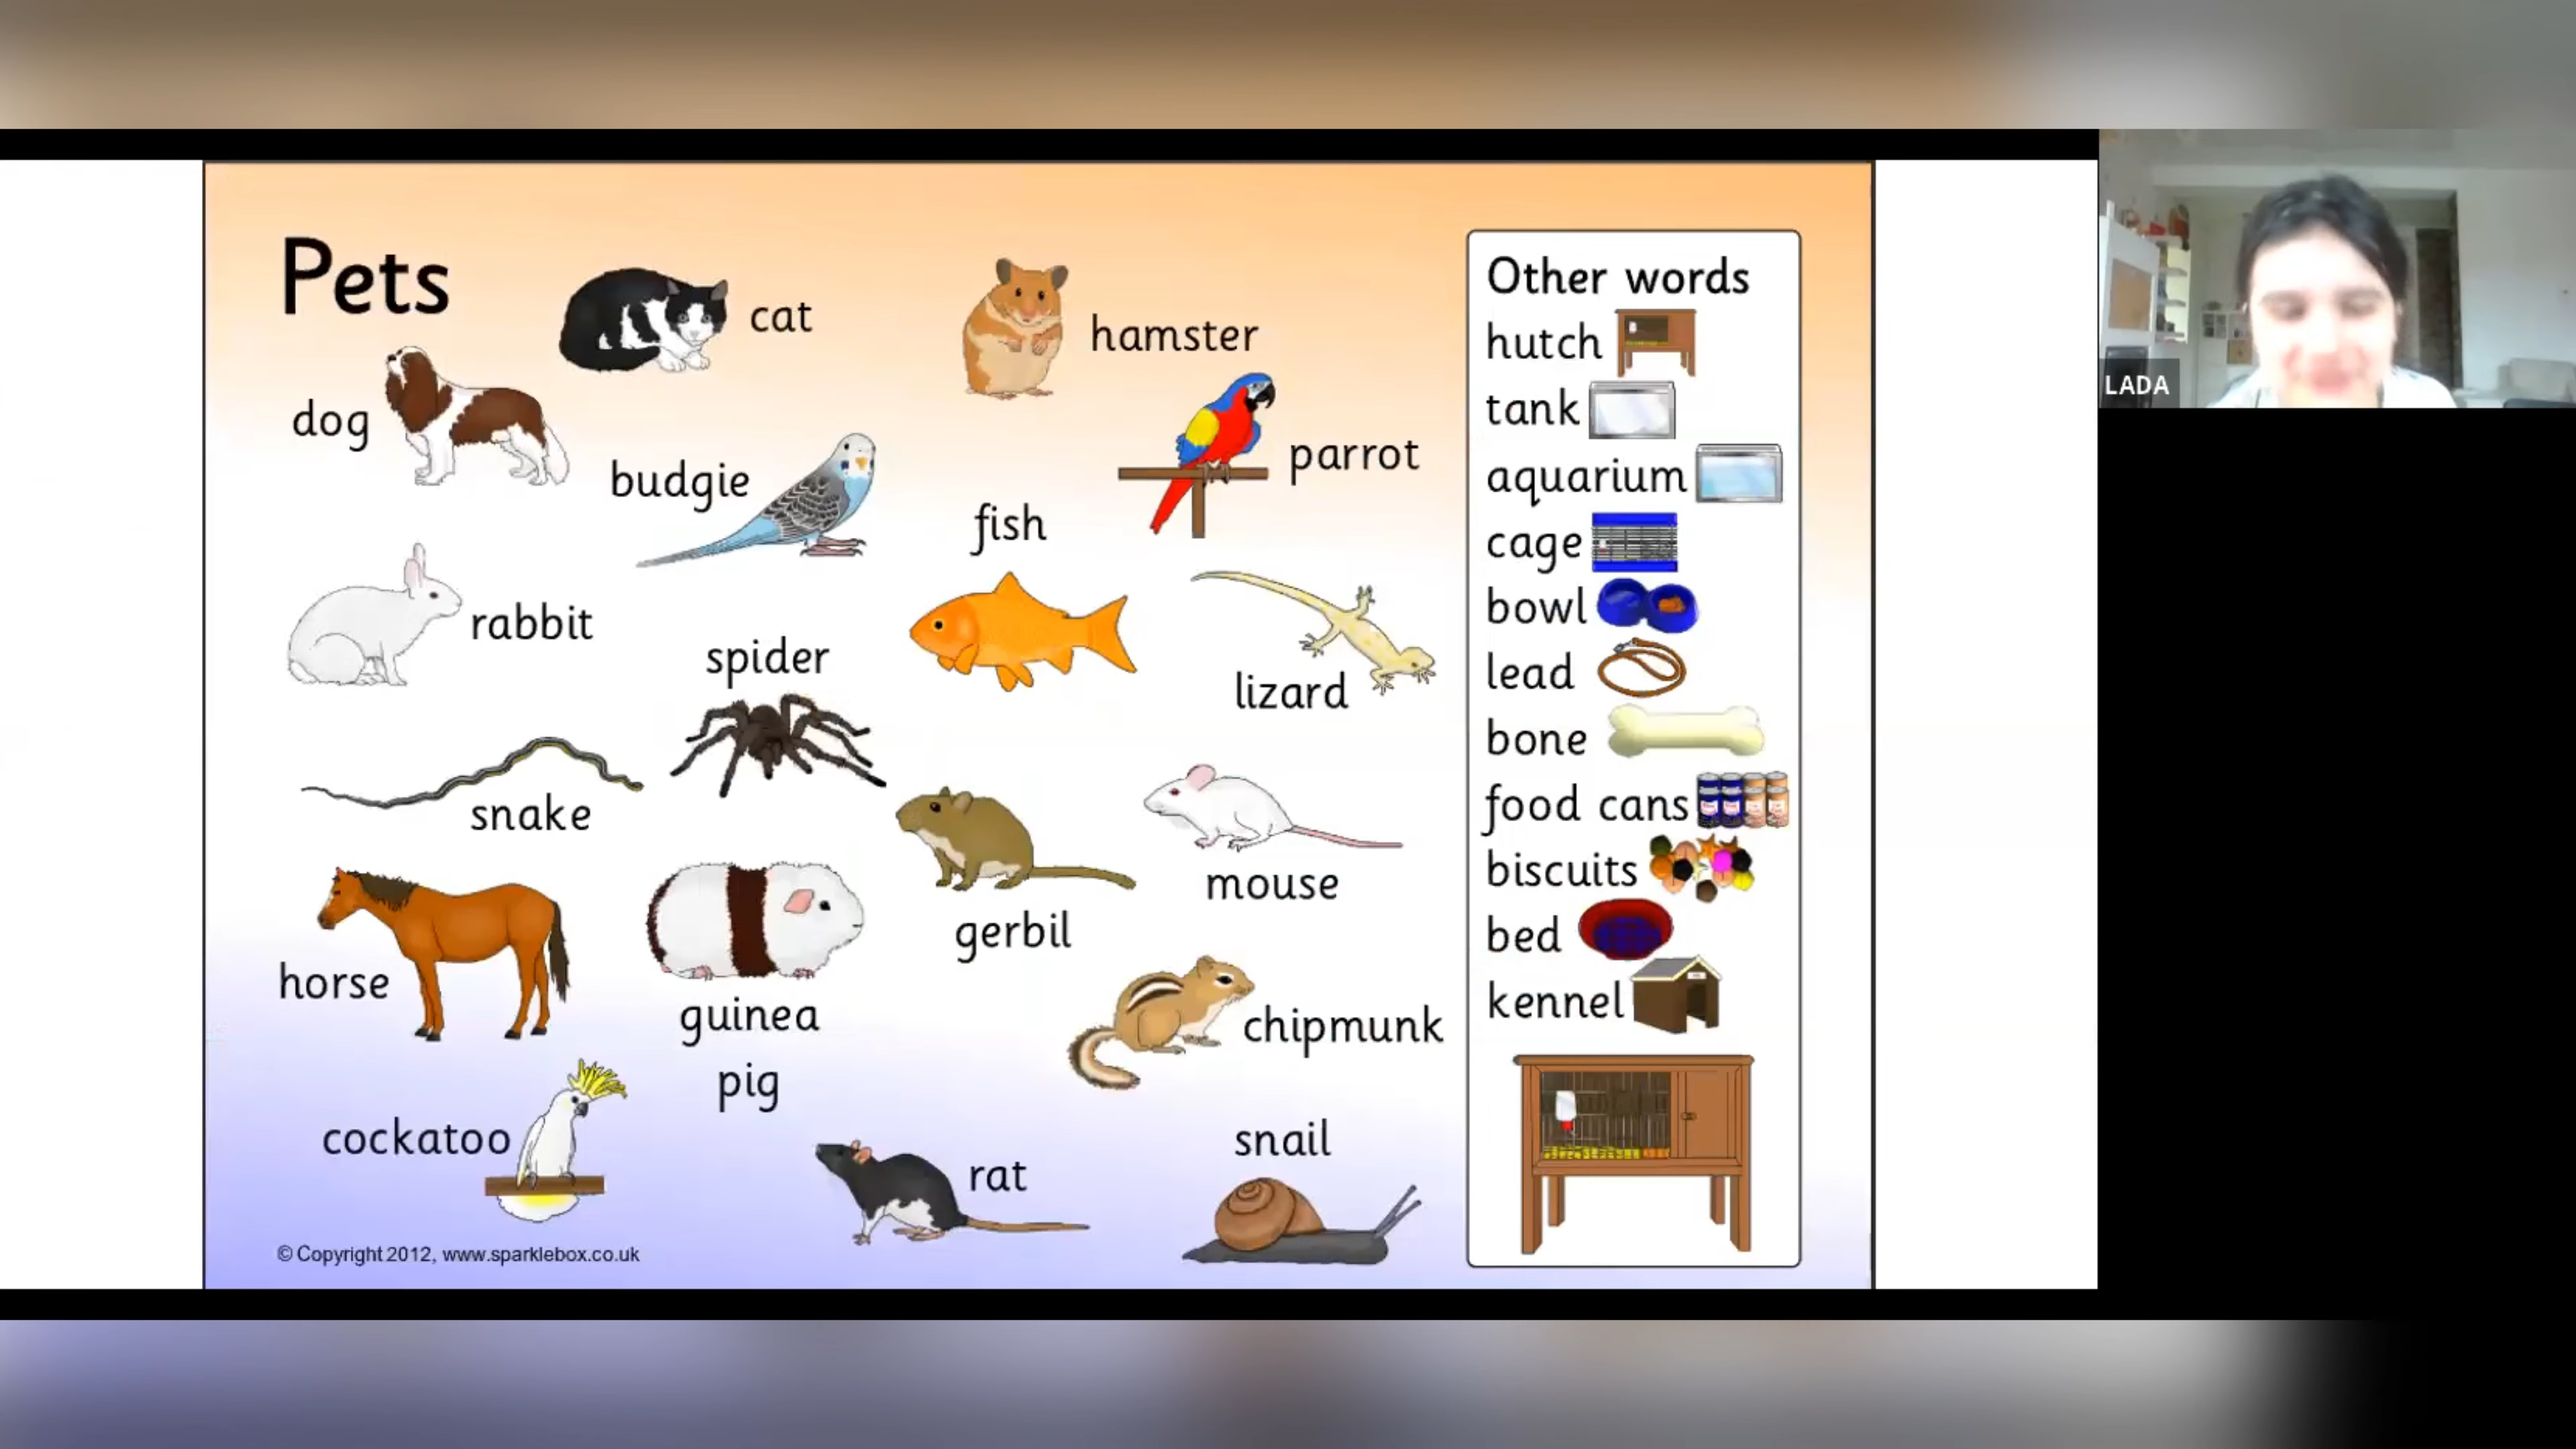 Pets
cat
hamster
dog
parrot
budgie
fish
rabbit
spider
lizard
snake
mouse
gerbil
horse
guinea
pig
chipmunk
cockatoo
snail
rat
© Copyright 2012, www.sparklebox.co.uk
Other words
hutch
tank
aquarium
cage
bowl
lead
bone
food cans
biscuits
bed
kennel
LADA